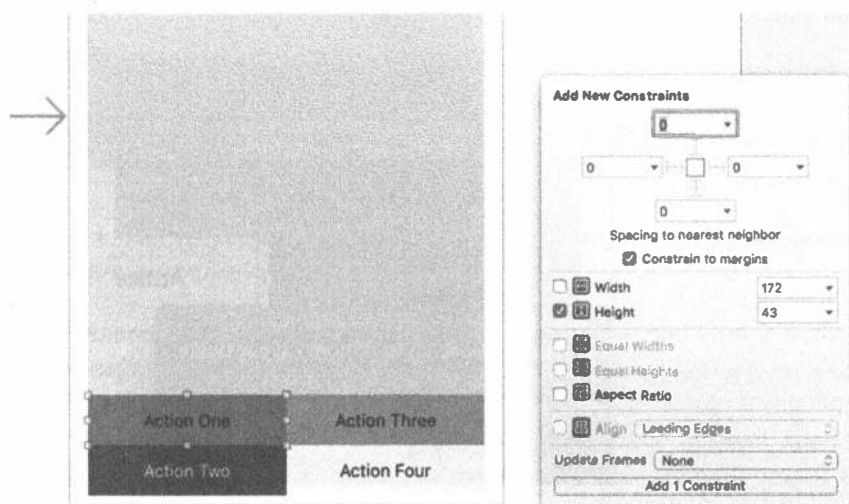 Action One
Action Three
Action Two
Action Four
Add New Constraints
0
0
0
0
Spacing to nearest neighbor
Constrain to margins
Width 172
Height 43
Equal Widths
Equal Heights
Aspect Ratio
Align Leading Edges
Update Frames None
Add 1 Constraint